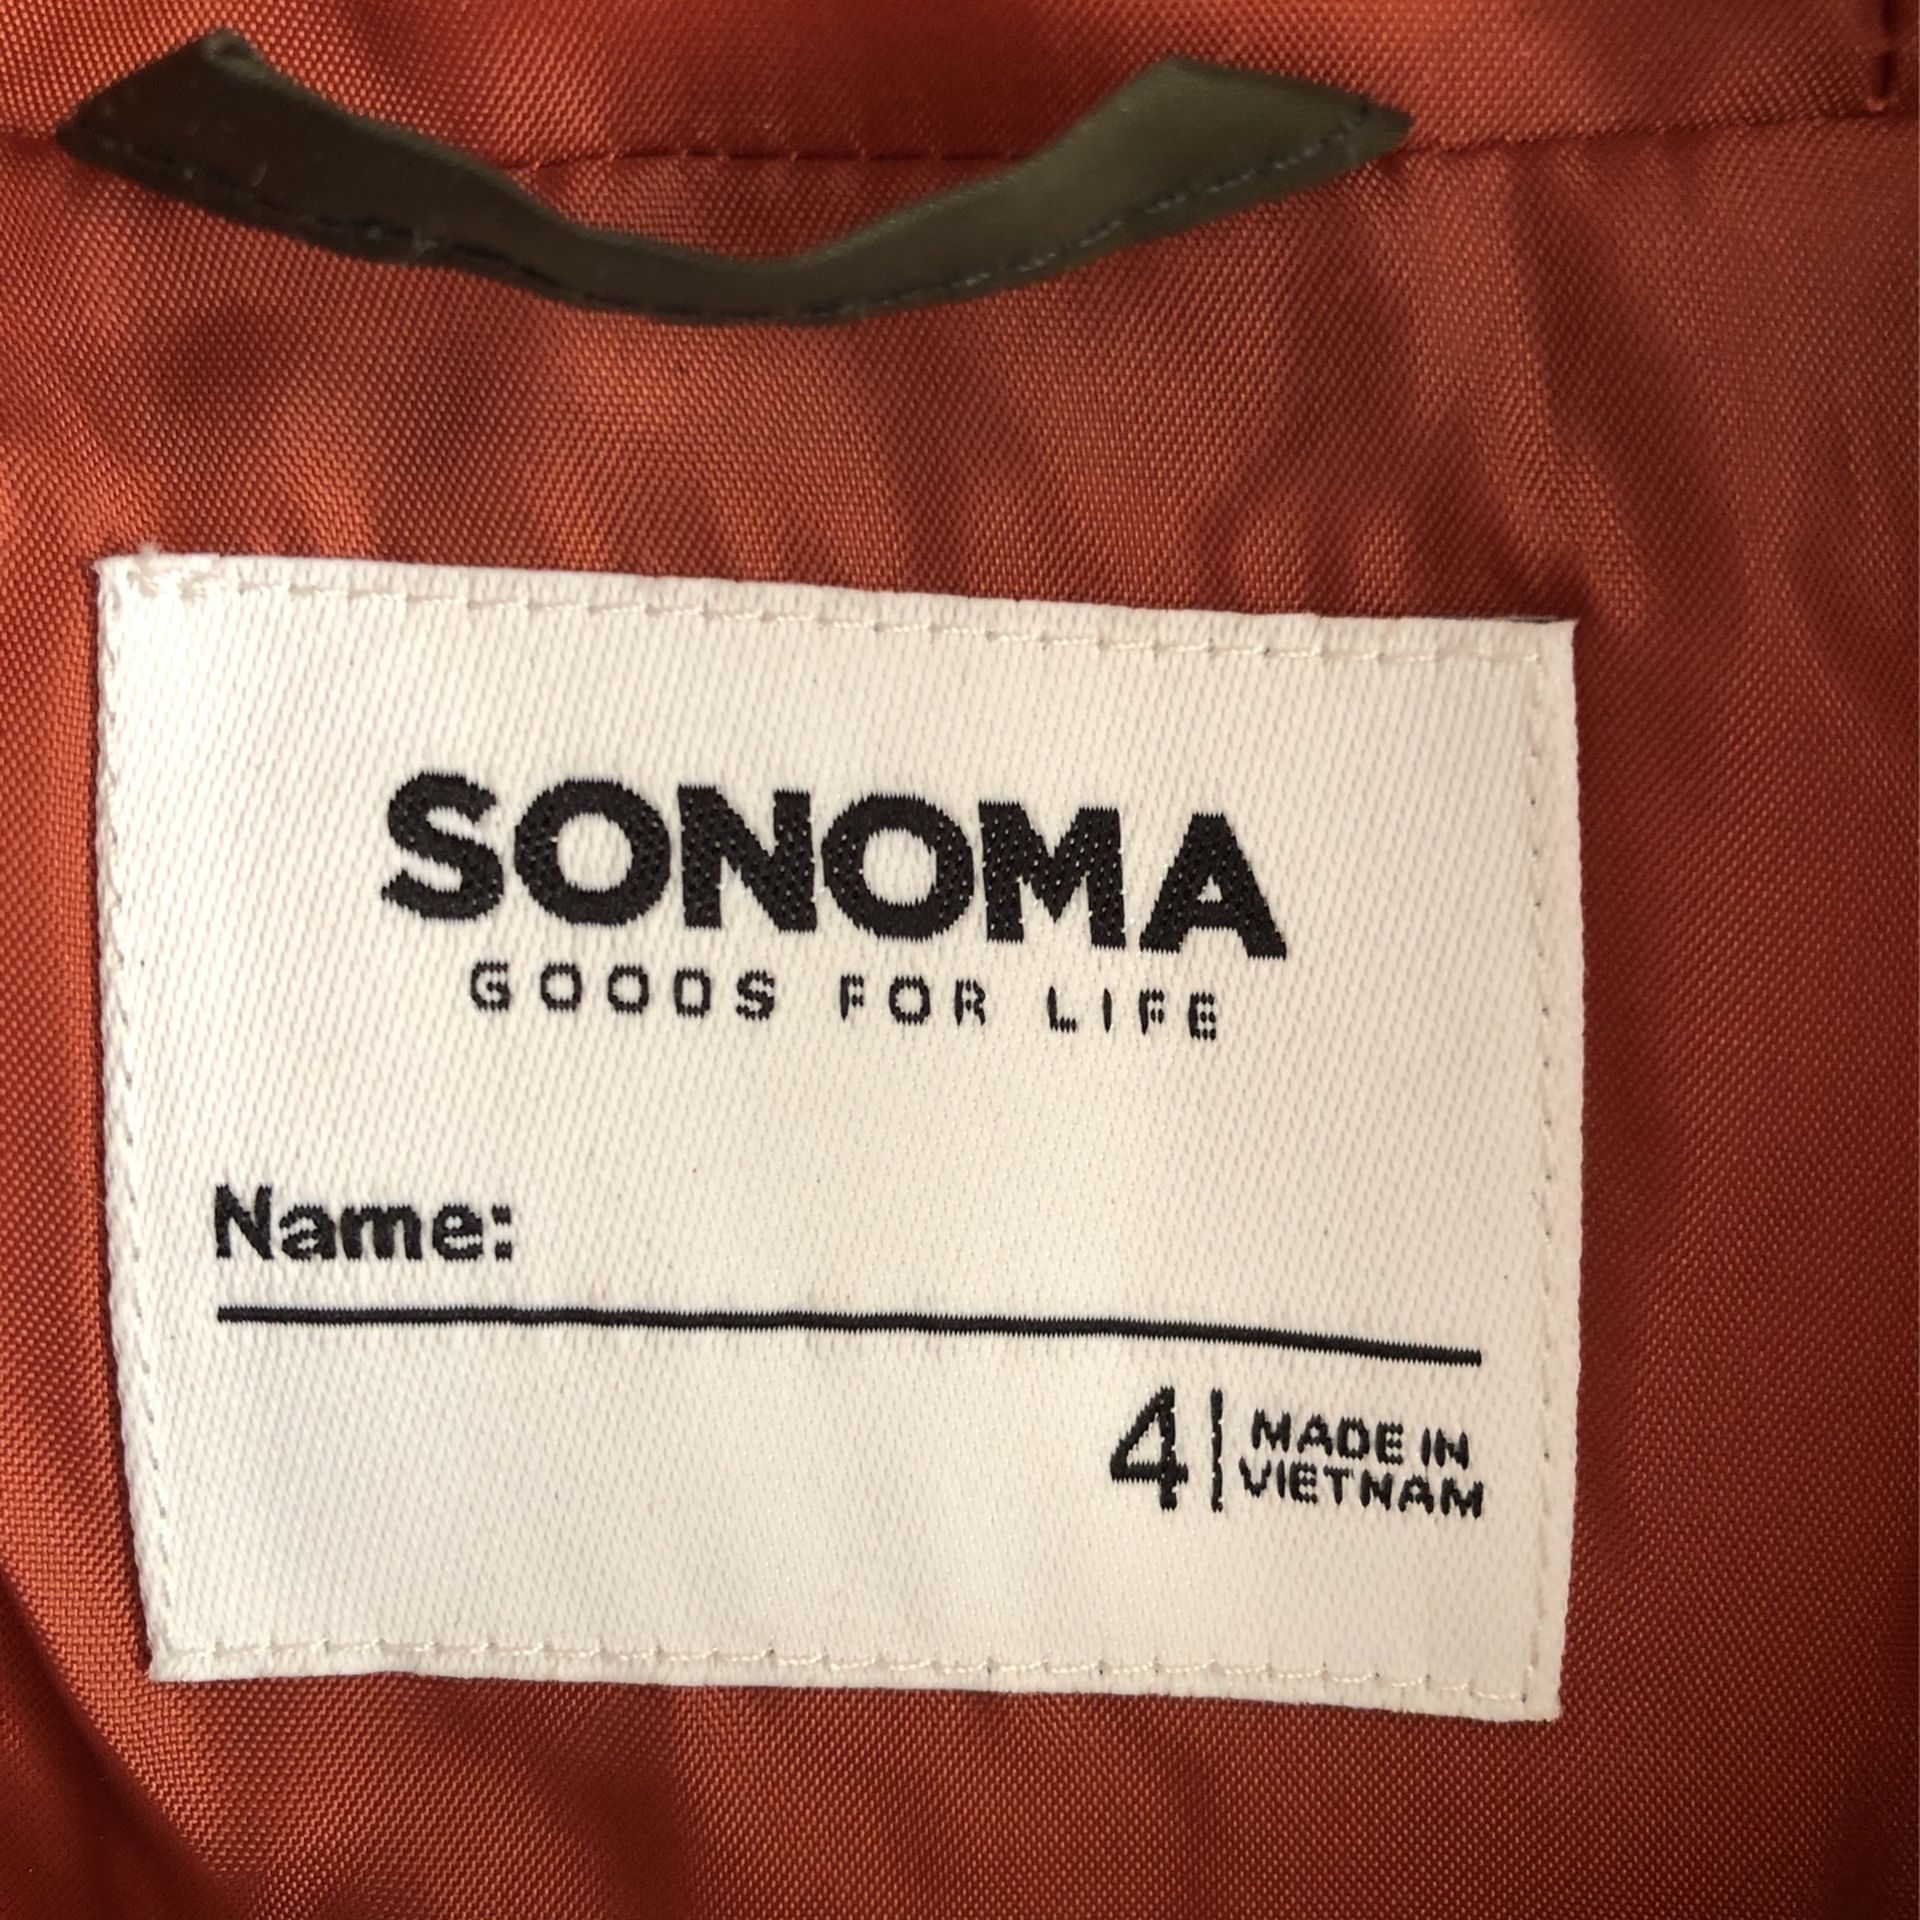 SONOMA
GOODS FOR LIFE
Name:
4 | MADE IN
VIETNAM